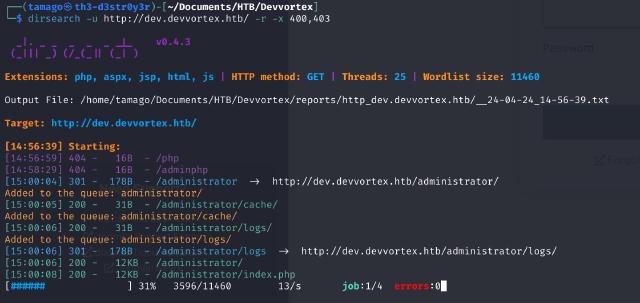 ┌──(tamago㉿th3-d3str0y3r)-[~/Documents/HTB/Devvortex]
└─$ dirsearch -u http://dev.devvortex.htb/ -r -x 400,403
v0.4.3
Extensions: php, aspx, jsp, html, js | HTTP method: GET | Threads: 25 | Wordlist size: 11460
Output File: /home/tamago/Documents/HTB/Devvortex/reports/http_dev.devvortex.htb/__24-04-24_14-56-39.txt
Target: http://dev.devvortex.htb/
[14:56:39] Starting:
[14:56:59] 404 - 16B - /php
[14:58:29] 404 - 16B - /adminphp
[15:00:04] 301 - 178B - /administrator → http://dev.devvortex.htb/administrator/
Added to the queue: administrator/
[15:00:05] 200 - 31B - /administrator/cache/
Added to the queue: administrator/cache/
[15:00:06] 200 - 31B - /administrator/logs/
Added to the queue: administrator/logs/
[15:00:06] 301 - 178B - /administrator/logs → http://dev.devvortex.htb/administrator/logs/
[15:00:06] 200 - 12KB - /administrator/
[15:00:08] 200 - 12KB - /administrator/index.php
[###### ] 31% 3596/11460 13/s job:1/4 errors:0
Password